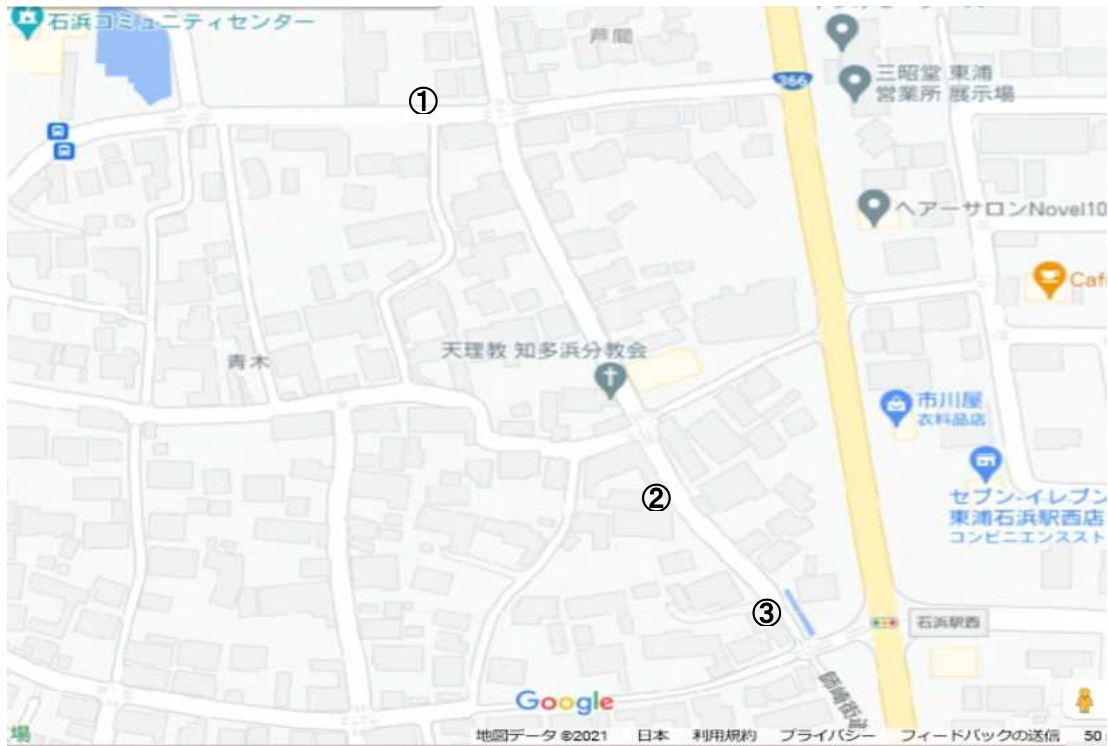 石浜コミュニティセンター
芦間
366
三昭堂 東浦
営業所 展示場
①
ヘアーサロンNovel10
Caf
天理教 知多浜分教会
青木
市川屋
衣料品店
②
セブン-イレブン
東浦石浜駅西店
コンビニエンススト
③
石浜駅西
師崎街道
Google
場
地図データ ©2021 日本 利用規約 プライバシー フィードバックの送信 50